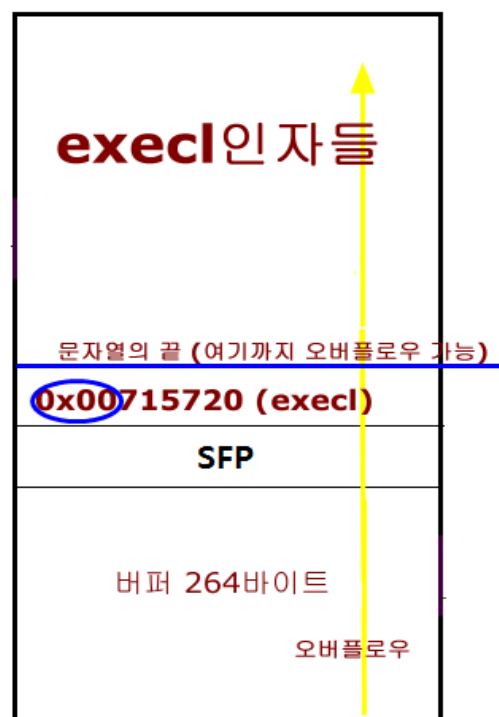 execl인자들
문자열의 끝 (여기까지 오버플로우 가능)
0x00715720 (execl)
SFP
버퍼 264바이트
오버플로우